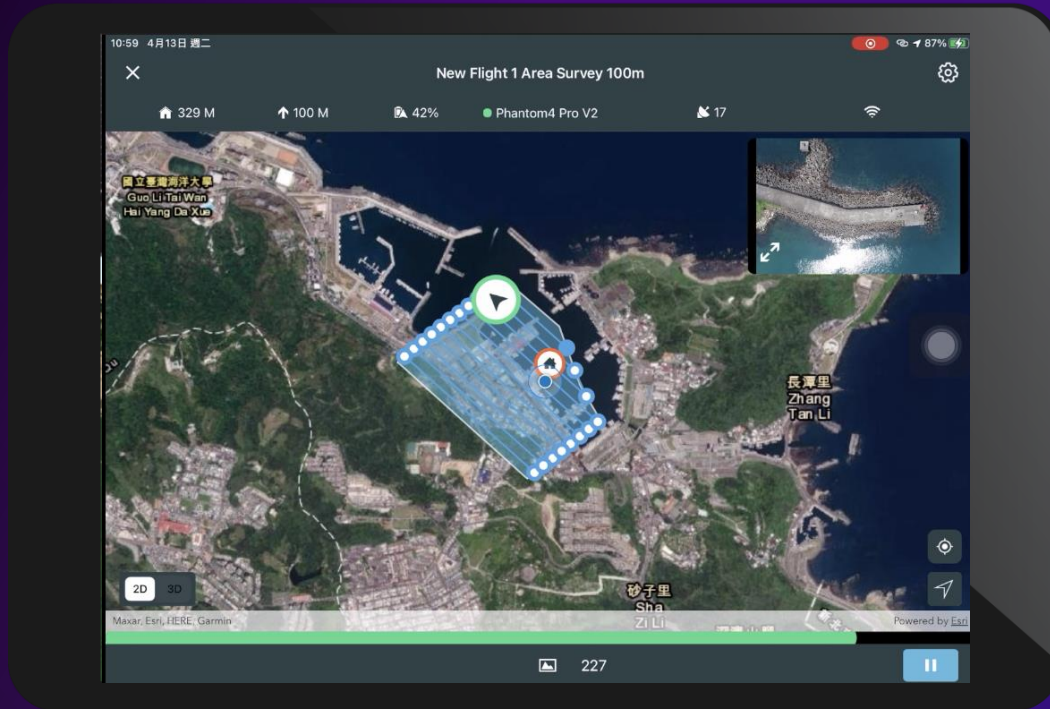 10:59 4月13日 週二
87%
New Flight 1 Area Survey 100m
329 M
100 M
42%
Phantom4 Pro V2
17
國立臺灣海洋大學
Guo Li Tai Wan
Hai Yang Da Xue
長潭里
Zhang
Tan Li
2D 3D
砂子里
Sha
Zi Li
Maxar, Esri, HERE, Garmin
Powered by Esri
227